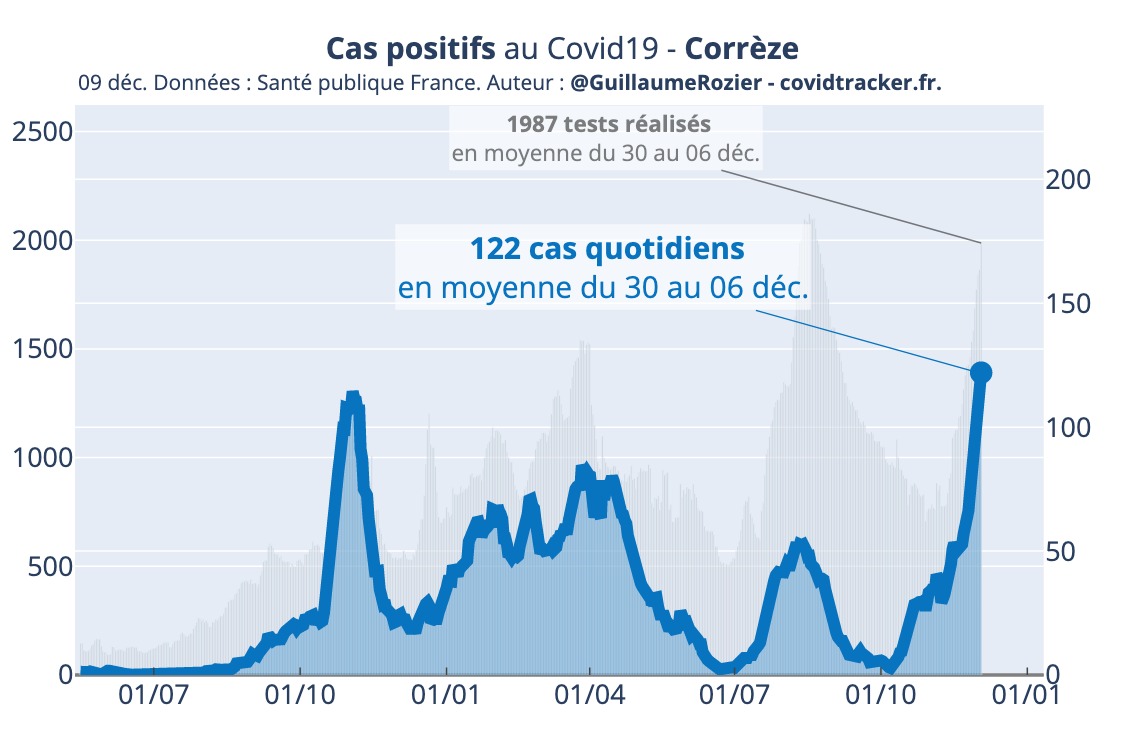 Cas positifs au Covid19 - Corrèze
09 déc. Données : Santé publique France. Auteur : @GuillaumeRozier - covidtracker.fr.
1987 tests réalisés
en moyenne du 30 au 06 déc.
122 cas quotidiens
en moyenne du 30 au 06 déc.
2500
2000
1500
1000
500
0
200
150
100
50
0
01/07 01/10 01/01 01/04 01/07 01/10 01/01